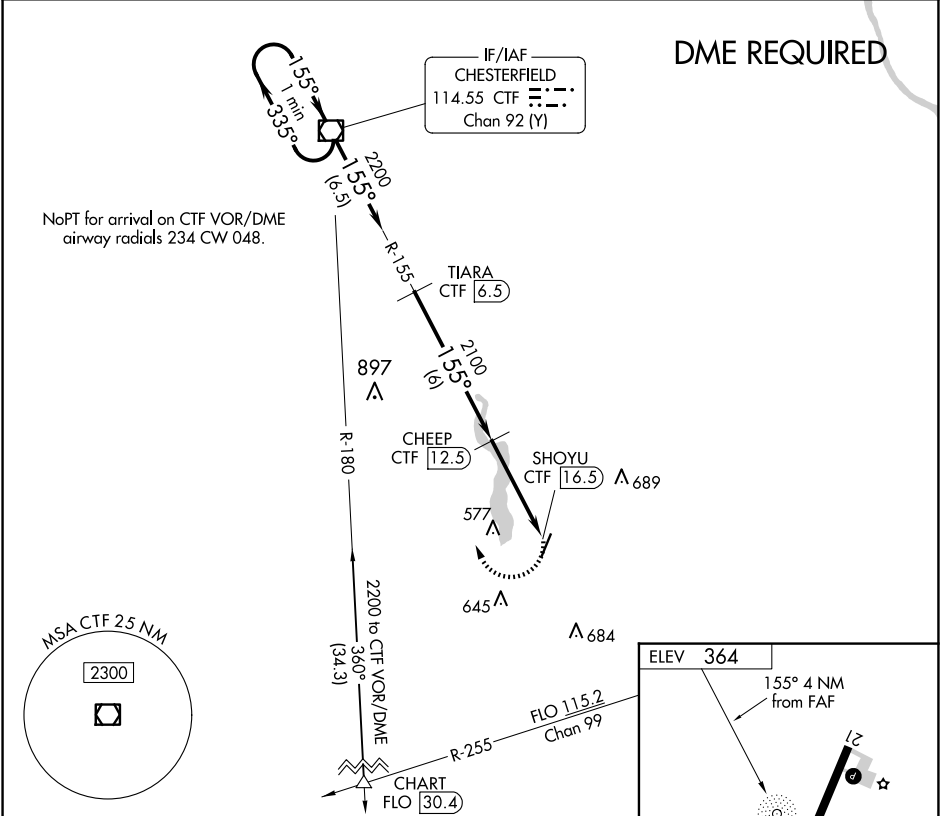 DME REQUIRED
IF/IAF
CHESTERFIELD
114.55 CTF
Chan 92 (Y)
155°
1 min
335°
2200
155°
(6.5)
NoPT for arrival on CTF VOR/DME
airway radials 234 CW 048.
R-155
TIARA
CTF 6.5
2100
155°
(6)
897
R-180
CHEEP
CTF 12.5
SHOYU
CTF 16.5
689
577
645
684
2200 to CTF VOR/DME
360°
(34.3)
MSA CTF 25 NM
2300
FLO 115.2
Chan 99
R-255
CHART
FLO 30.4
ELEV 364
155° 4 NM
from FAF
21
P